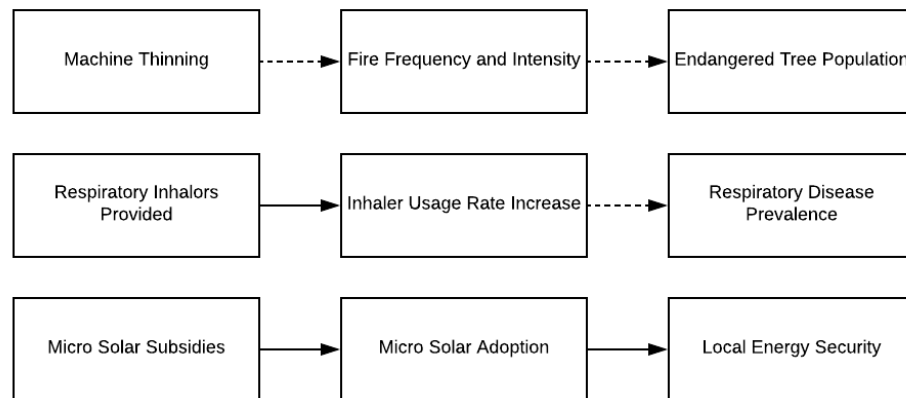 Machine Thinning
Fire Frequency and Intensity
Endangered Tree Population
Respiratory Inhalors
Provided
Inhaler Usage Rate Increase
Respiratory Disease
Prevalence
Micro Solar Subsidies
Micro Solar Adoption
Local Energy Security